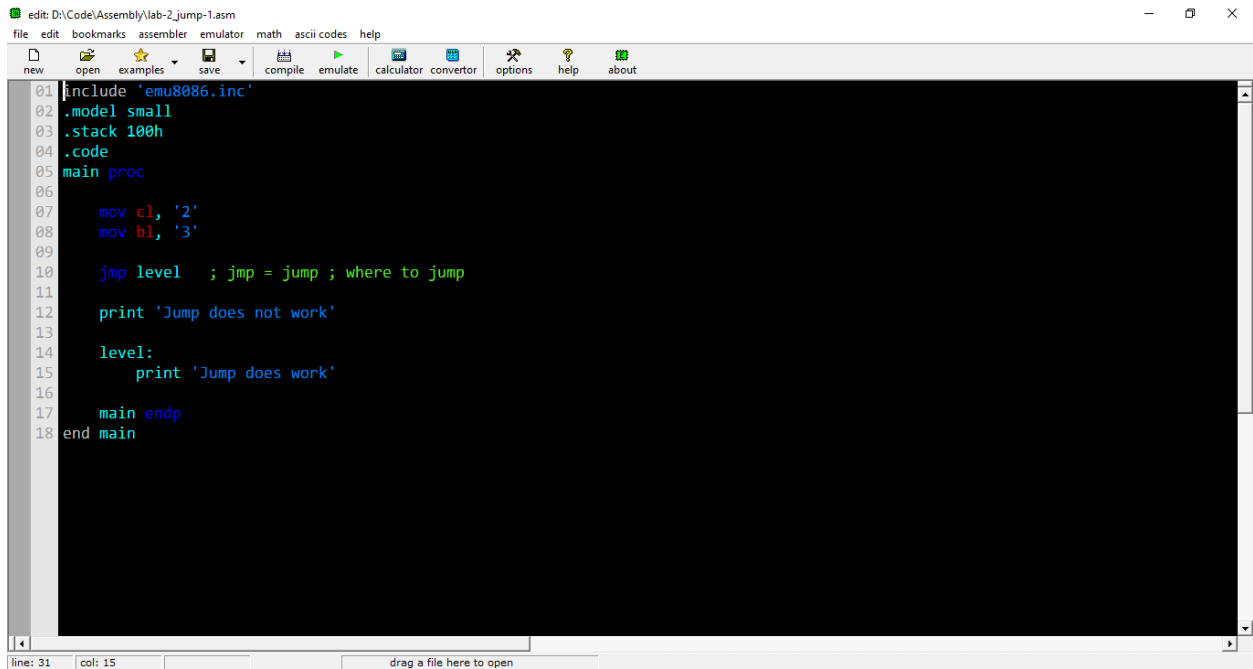 edit: D:\Code\Assembly\lab-2_jump-1.asm
file edit bookmarks assembler emulator math ascii codes help
new open examples save compile emulate calculator convertor options help about
01 include 'emu8086.inc'
02 .model small
03 .stack 100h
04 .code
05 main proc
06
07 mov cl, '2'
08 mov bl, '3'
09
10 jmp level ; jmp = jump ; where to jump
11
12 print 'Jump does not work'
13
14 level:
15 print 'Jump does work'
16
17 main endp
18 end main
line: 31 col: 15 drag a file here to open